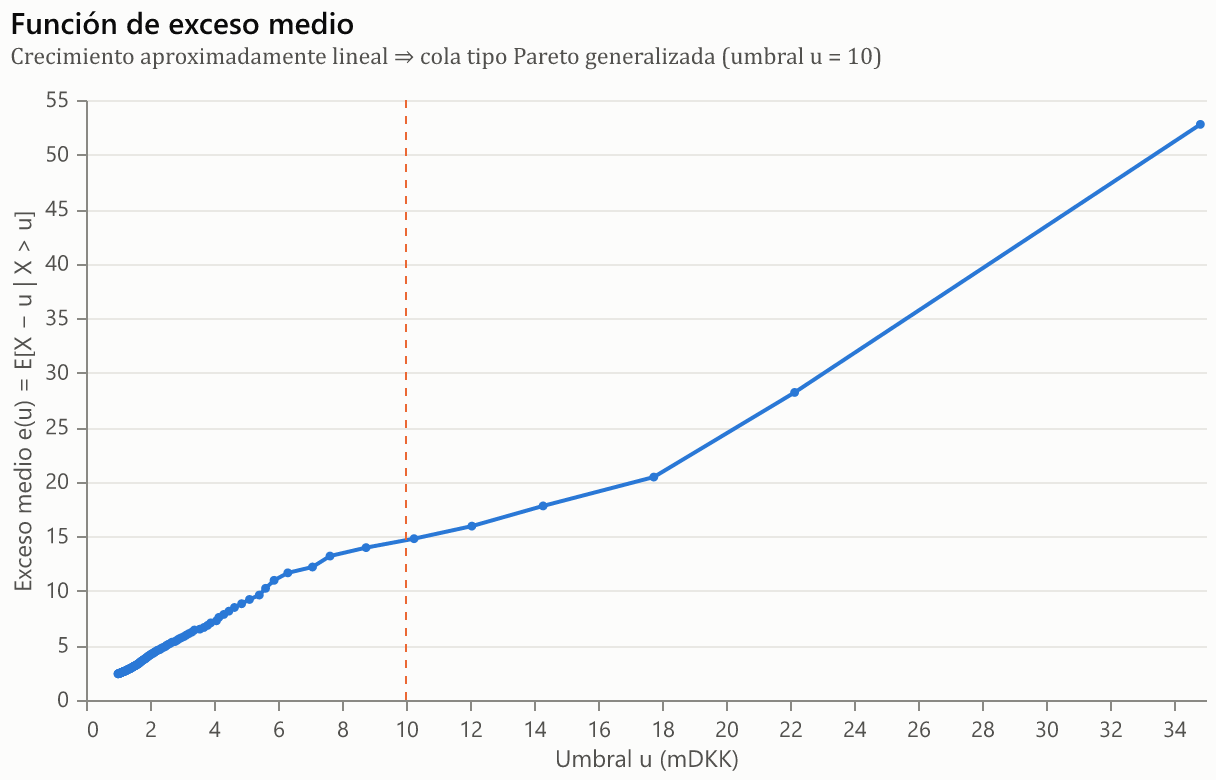 Función de exceso medio
Crecimiento aproximadamente lineal ⇒ cola tipo Pareto generalizada (umbral u = 10)
Exceso medio e(u) = E[X − u | X > u]
55
50
45
40
35
30
25
20
15
10
5
0
0 2 4 6 8 10 12 14 16 18 20 22 24 26 28 30 32 34
Umbral u (mDKK)